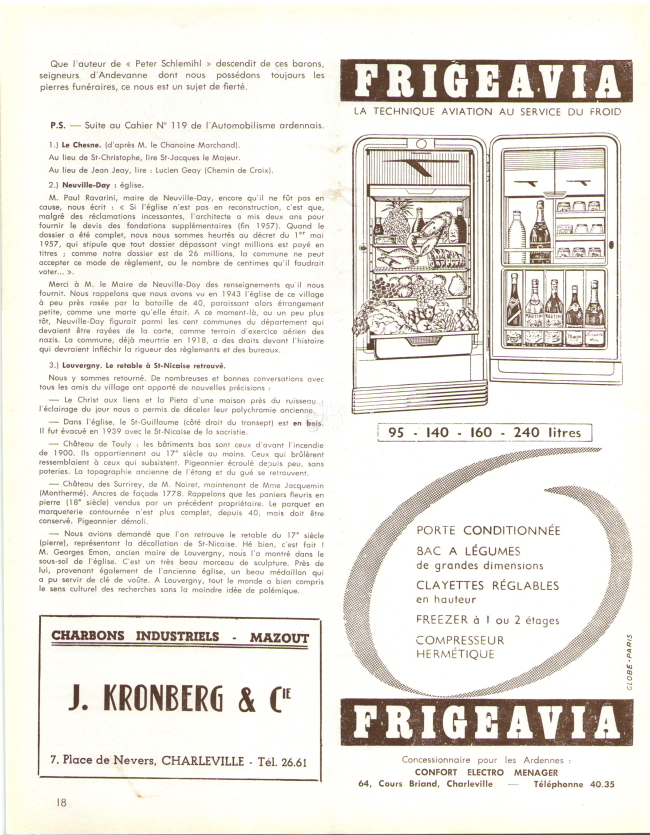 Que l'auteur de « Peter Schlemihl » descendit de ces barons,
seigneurs d'Andevanne dont nous possédons toujours les
pierres funéraires, ce nous est un sujet de fierté.
P.S. — Suite au Cahier N° 119 de l'Automobilisme ardennais.
1.) Le Chesne. (d'après M. le Chanoine Marchand).
Au lieu de St-Christophe, lire St-Jacques le Majeur.
Au lieu de Jean Jeay, lire : Lucien Geay (Chemin de Croix).
2.) Neuville-Day : église.
M. Paul Ravarini, maire de Neuville-Day, encore qu'il ne fût pas en
cause, nous écrit : « Si l'église n'est pas en reconstruction, c'est que,
malgré des réclamations incessantes, l'architecte a mis deux ans pour
fournir le devis des fondations supplémentaires (fin 1957). Quand le
dossier a été complet, nous nous sommes heurtés au décret du 1er mai
1957, qui stipule que tout dossier dépassant vingt millions est payé en
titres ; comme notre dossier est de 26 millions, la commune ne peut
accepter ce mode de règlement, ou le nombre de centimes qu'il faudrait
voter... ».
Merci à M. le Maire de Neuville-Day des renseignements qu'il nous
fournit. Nous rappelons que nous avons vu en 1943 l'église de ce village
à peu près rasée par la bataille de 40, paraissant alors étrangement
petite, comme une morte qu'elle était. A ce moment-là, ou un peu plus
tôt, Neuville-Day figurait parmi les cent communes du département qui
devaient être rayées de la carte, comme terrain d'exercice aérien des
nazis. La commune, déjà meurtrie en 1918, a des droits devant l'histoire
qui devraient infléchir la rigueur des règlements et des bureaux.
3.) Louvergny. Le retable à St-Nicaise retrouvé.
Nous y sommes retourné. De nombreuses et bonnes conversations avec
tous les amis du village ont apporté de nouvelles précisions :
— Le Christ aux liens et la Pieta d'une maison près du ruisseau :
l'éclairage du jour nous a permis de déceler leur polychromie ancienne.
— Dans l'église, le St-Guillaume (côté droit du transept) est en bois.
Il fut évacué en 1939 avec le St-Nicaise de la sacristie.
— Château de Touly : les bâtiments bas sont ceux d'avant l'incendie
de 1900. Ils appartiennent au 17e siècle au moins. Ceux qui brûlèrent
ressemblaient à ceux qui subsistent. Pigeonnier écroulé depuis peu, sans
poteries. La topographie ancienne de l'étang et du gué se retrouvent.
— Château des Surrirey, de M. Noiret, maintenant de Mme Jacquemin
(Monthermé). Ancres de façade 1778. Rappelons que les paniers fleuris en
pierre (18e siècle) vendus par un précédent propriétaire. Le parquet en
marqueterie contournée n'est plus complet, depuis 40, mais doit être
conservé. Pigeonnier démoli.
— Nous avions demandé que l'on retrouve le retable du 17e siècle
(pierre), représentant la décollation de St-Nicaise. Hé bien, c'est fait !
M. Georges Emon, ancien maire de Louvergny, nous l'a montré dans le
sous-sol de l'église. C'est un très beau morceau de sculpture. Près de
lui, provenant également de l'ancienne église, un beau médaillon qui
a pu servir de clé de voûte. A Louvergny, tout le monde a bien compris
le sens culturel des recherches sans la moindre idée de polémique.
CHARBONS INDUSTRIELS - MAZOUT
J. KRONBERG & CIE
7, Place de Nevers, CHARLEVILLE - Tél. 26.61
18
FRIGEAVIA
LA TECHNIQUE AVIATION AU SERVICE DU FROID
95 - 140 - 160 - 240 litres
PORTE CONDITIONNÉE
BAC A LÉGUMES
de grandes dimensions
CLAYETTES RÉGLABLES
en hauteur
FREEZER à 1 ou 2 étages
COMPRESSEUR
HERMÉTIQUE
GLOBE-PARIS
FRIGEAVIA
Concessionnaire pour les Ardennes :
CONFORT ELECTRO MENAGER
64, Cours Briand, Charleville — Téléphonne 40.35